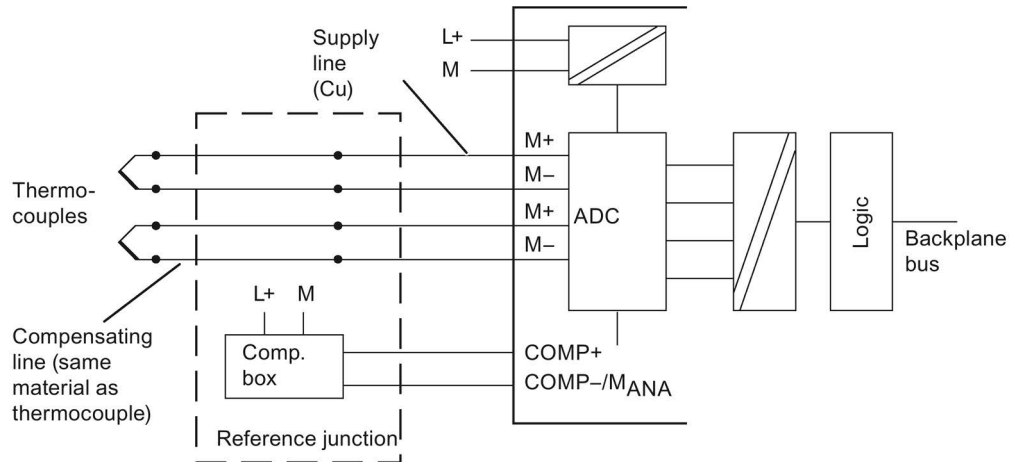 Supply
line
(Cu)
L+
M
Thermo-
couples
M+
M–
M+
M–
ADC
Logic
Backplane
bus
L+ M
Compensating
line (same
material as
thermocouple)
Comp.
box
COMP+
COMP–/MANA
Reference junction